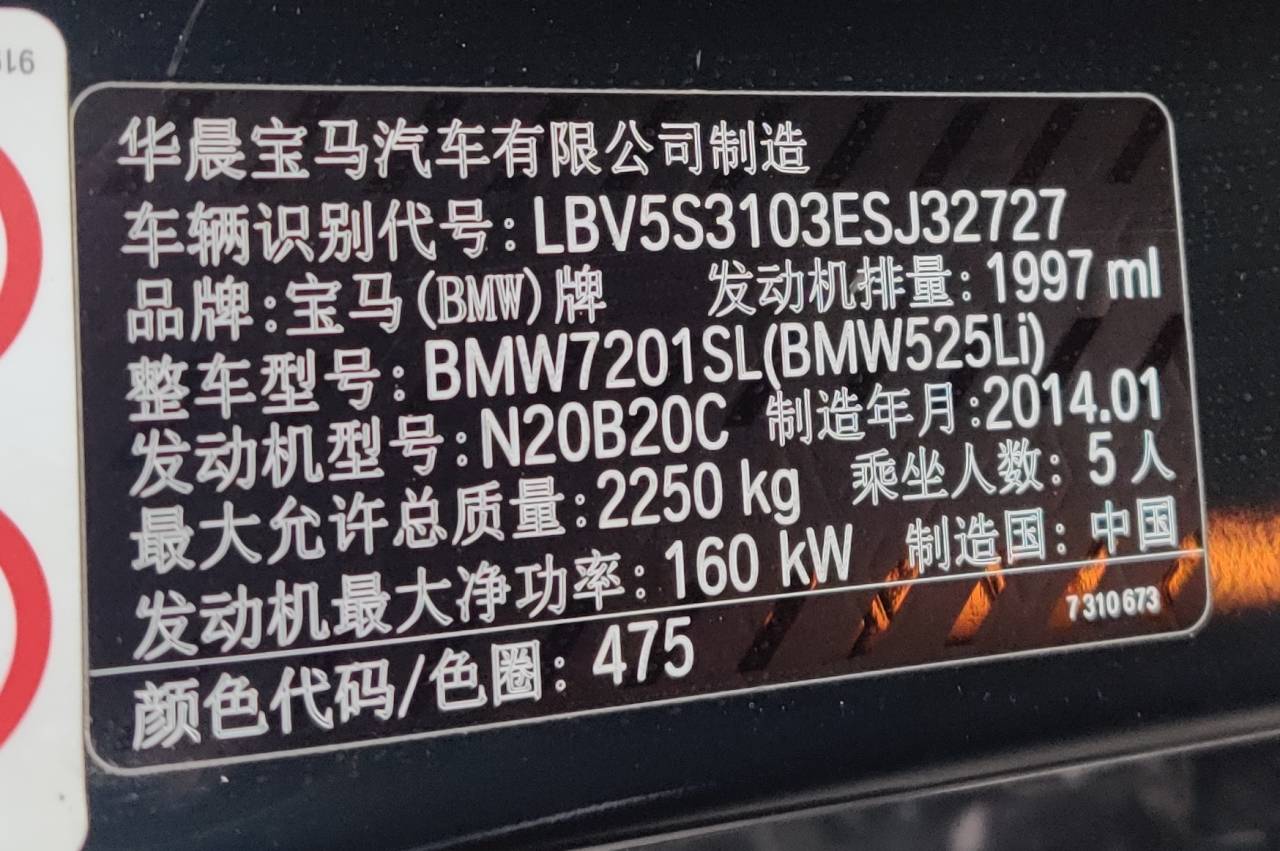 916
华晨宝马汽车有限公司制造
车辆识别代号：LBV5S3103ESJ32727
品牌：宝马(BMW)牌 发动机排量：1997 ml
整车型号：BMW7201SL(BMW525Li)
发动机型号：N20B20C 制造年月：2014.01
最大允许总质量：2250 kg 乘坐人数：5 人
发动机最大净功率：160 kW 制造国：中国
7 310 673
颜色代码/色圈：475